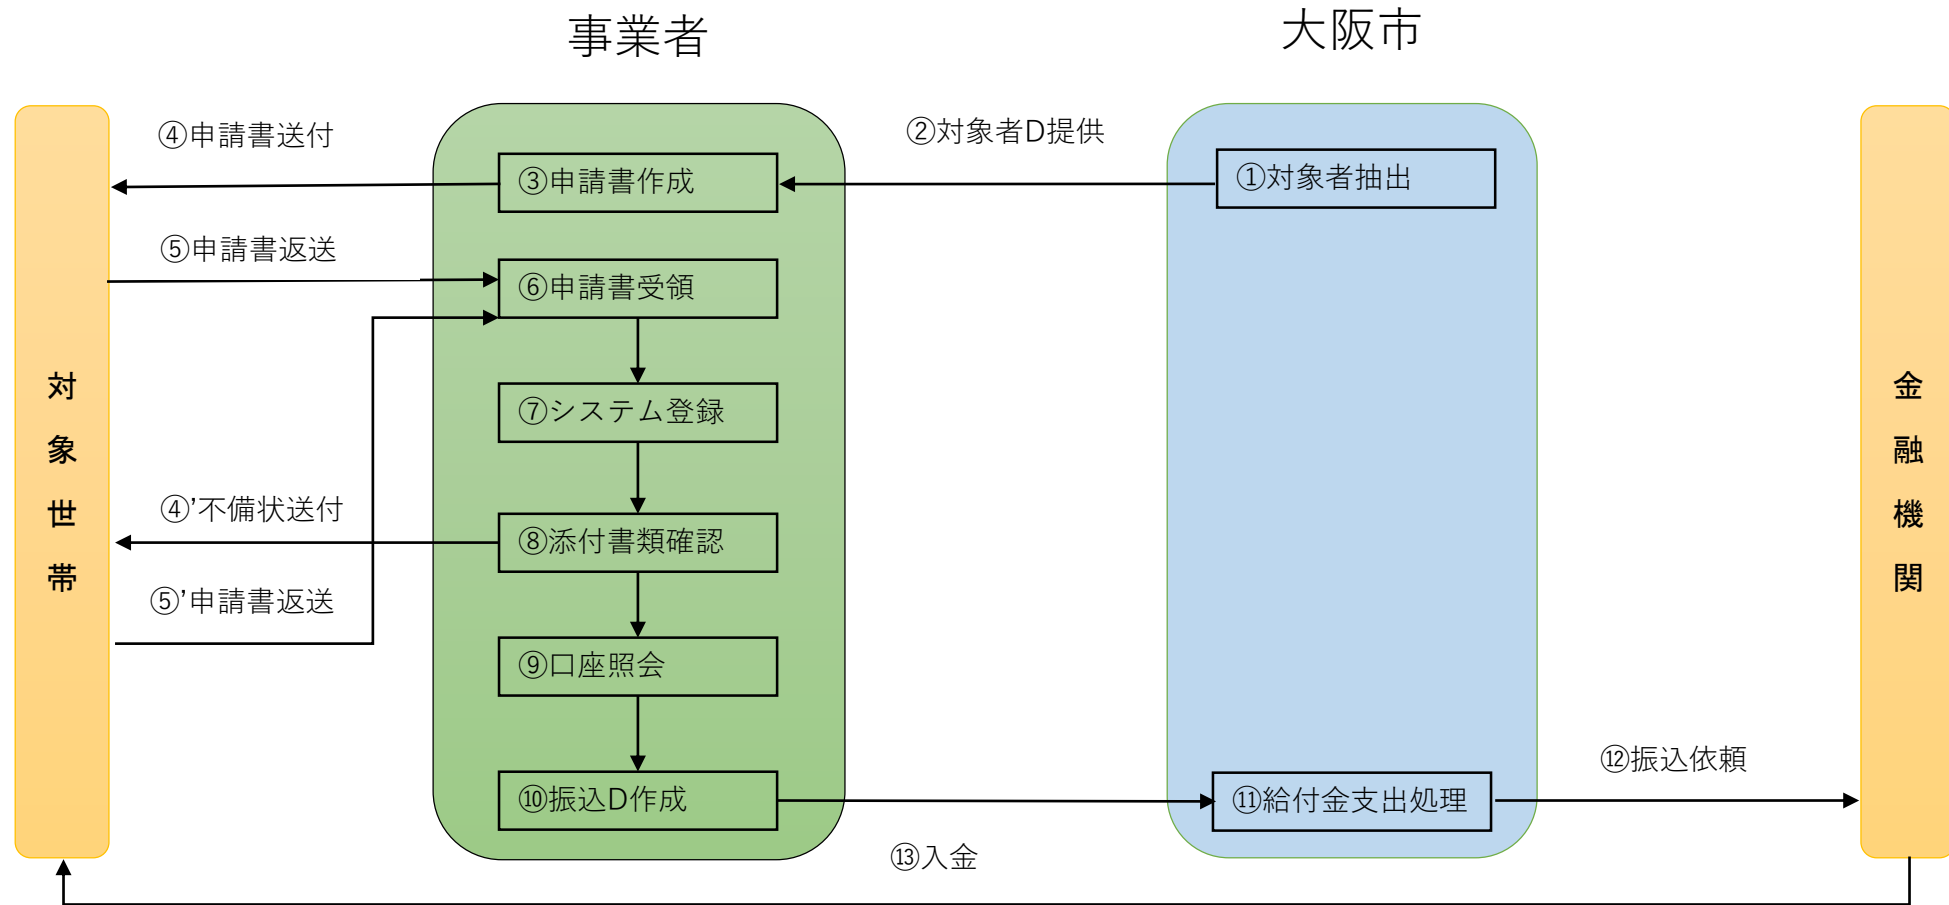 事業者
大阪市
④申請書送付
②対象者D提供
③申請書作成
①対象者抽出
⑤申請書返送
⑥申請書受領
対象世帯
金融機関
⑦システム登録
④’不備状送付
⑧添付書類確認
⑤’申請書返送
⑨口座照会
⑫振込依頼
⑩振込D作成
⑪給付金支出処理
⑬入金